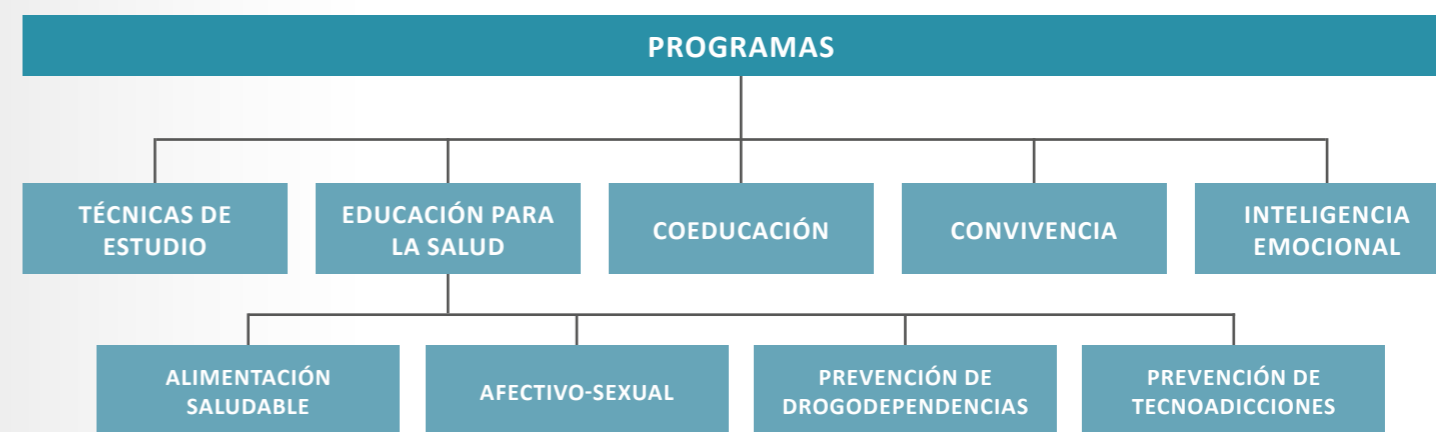 PROGRAMAS
TÉCNICAS DE
ESTUDIO
EDUCACIÓN PARA
LA SALUD
COEDUCACIÓN
CONVIVENCIA
INTELIGENCIA
EMOCIONAL
ALIMENTACIÓN
SALUDABLE
AFECTIVO-SEXUAL
PREVENCIÓN DE
DROGODEPENDENCIAS
PREVENCIÓN DE
TECNOADICCIONES